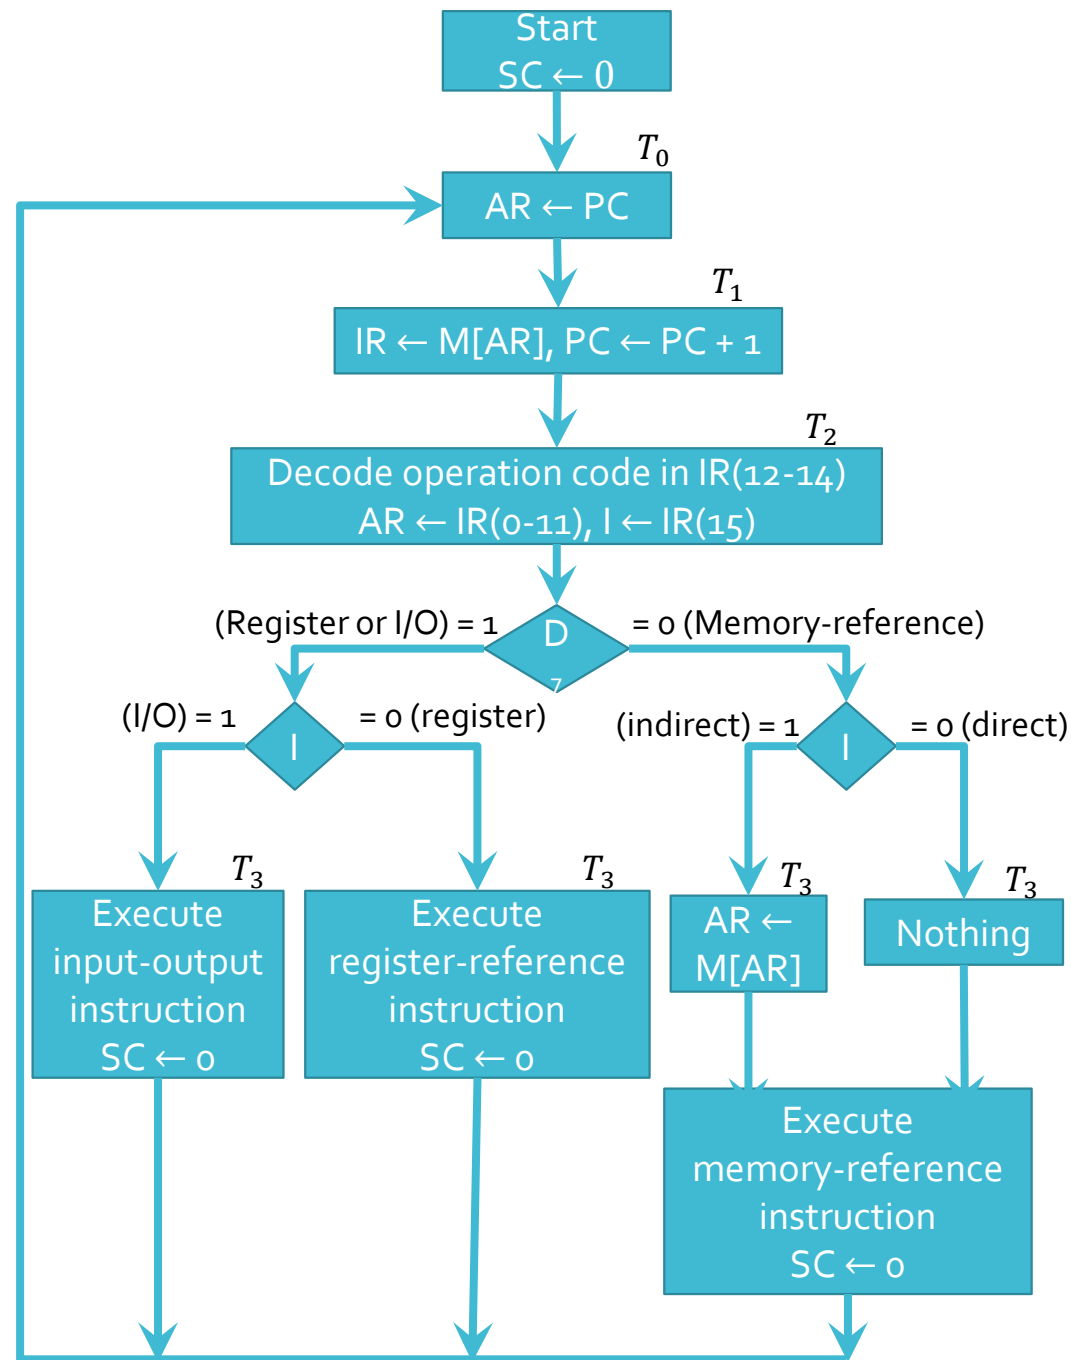 Start
SC ← 0
T₀
AR ← PC
T₁
IR ← M[AR], PC ← PC + 1
T₂
Decode operation code in IR(12-14)
AR ← IR(0-11), I ← IR(15)
(Register or I/O) = 1
D
7
= 0 (Memory-reference)
(I/O) = 1
I
= 0 (register)
(indirect) = 1
I
= 0 (direct)
T₃
Execute
input-output
instruction
SC ← 0
T₃
Execute
register-reference
instruction
SC ← 0
T₃
AR ←
M[AR]
T₃
Nothing
Execute
memory-reference
instruction
SC ← 0